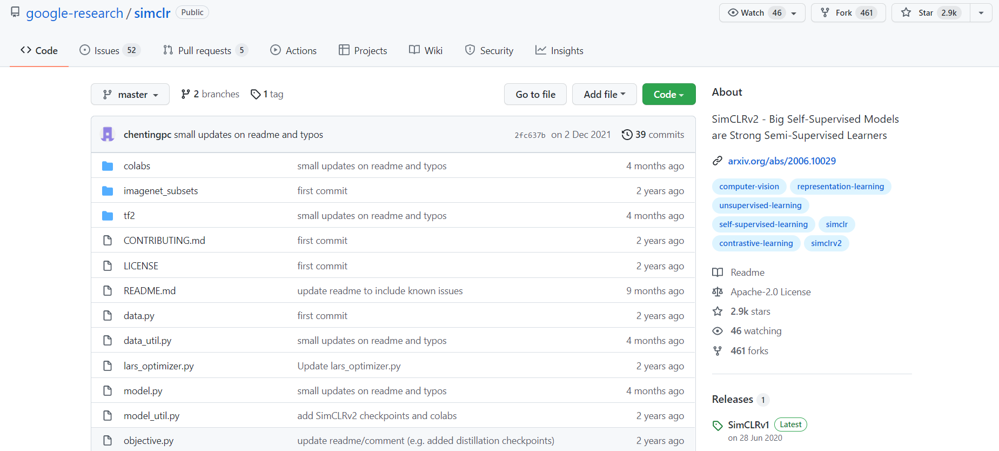 google-research / simclr Public
Watch 46
Fork 461
Star 2.9k
Code
Issues 52
Pull requests 5
Actions
Projects
Wiki
Security
Insights
master
2 branches
1 tag
Go to file
Add file
Code
chentingpc small updates on readme and typos 2fc637b on 2 Dec 2021 39 commits
colabs small updates on readme and typos 4 months ago
imagenet_subsets first commit 2 years ago
tf2 small updates on readme and typos 4 months ago
CONTRIBUTING.md first commit 2 years ago
LICENSE first commit 2 years ago
README.md update readme to include known issues 9 months ago
data.py first commit 2 years ago
data_util.py small updates on readme and typos 4 months ago
lars_optimizer.py Update lars_optimizer.py 2 years ago
model.py small updates on readme and typos 4 months ago
model_util.py add SimCLRv2 checkpoints and colabs 2 years ago
objective.py update readme/comment (e.g. added distillation checkpoints) 2 years ago
About
SimCLRv2 - Big Self-Supervised Models
are Strong Semi-Supervised Learners
arxiv.org/abs/2006.10029
computer-vision representation-learning
unsupervised-learning
self-supervised-learning simclr
contrastive-learning simclrv2
Readme
Apache-2.0 License
2.9k stars
46 watching
461 forks
Releases 1
SimCLRv1 Latest
on 28 Jun 2020